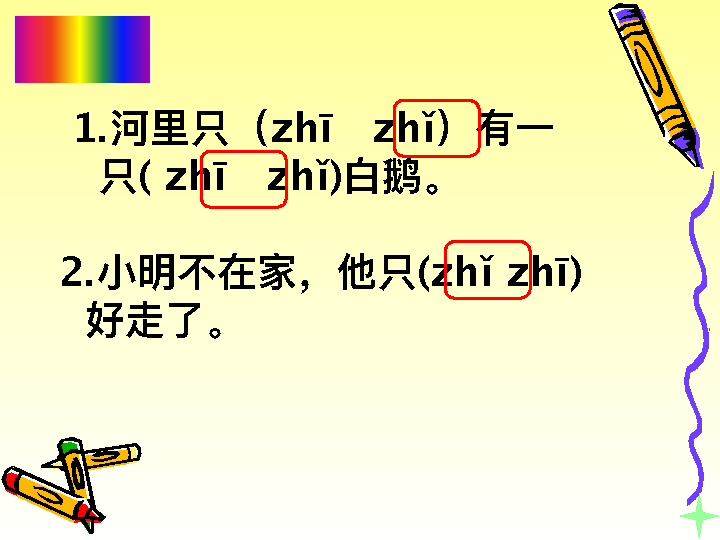 1.河里只（zhī zhǐ）有一
只( zhī zhǐ)白鹅。
2.小明不在家，他只(zhǐ zhī)
好走了。